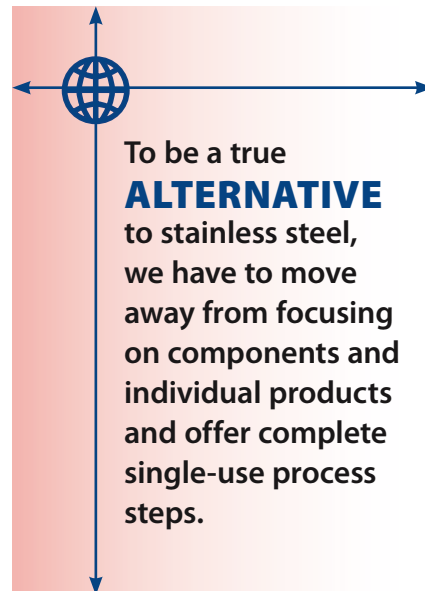 To be a true
ALTERNATIVE
to stainless steel,
we have to move
away from focusing
on components and
individual products
and offer complete
single-use process
steps.